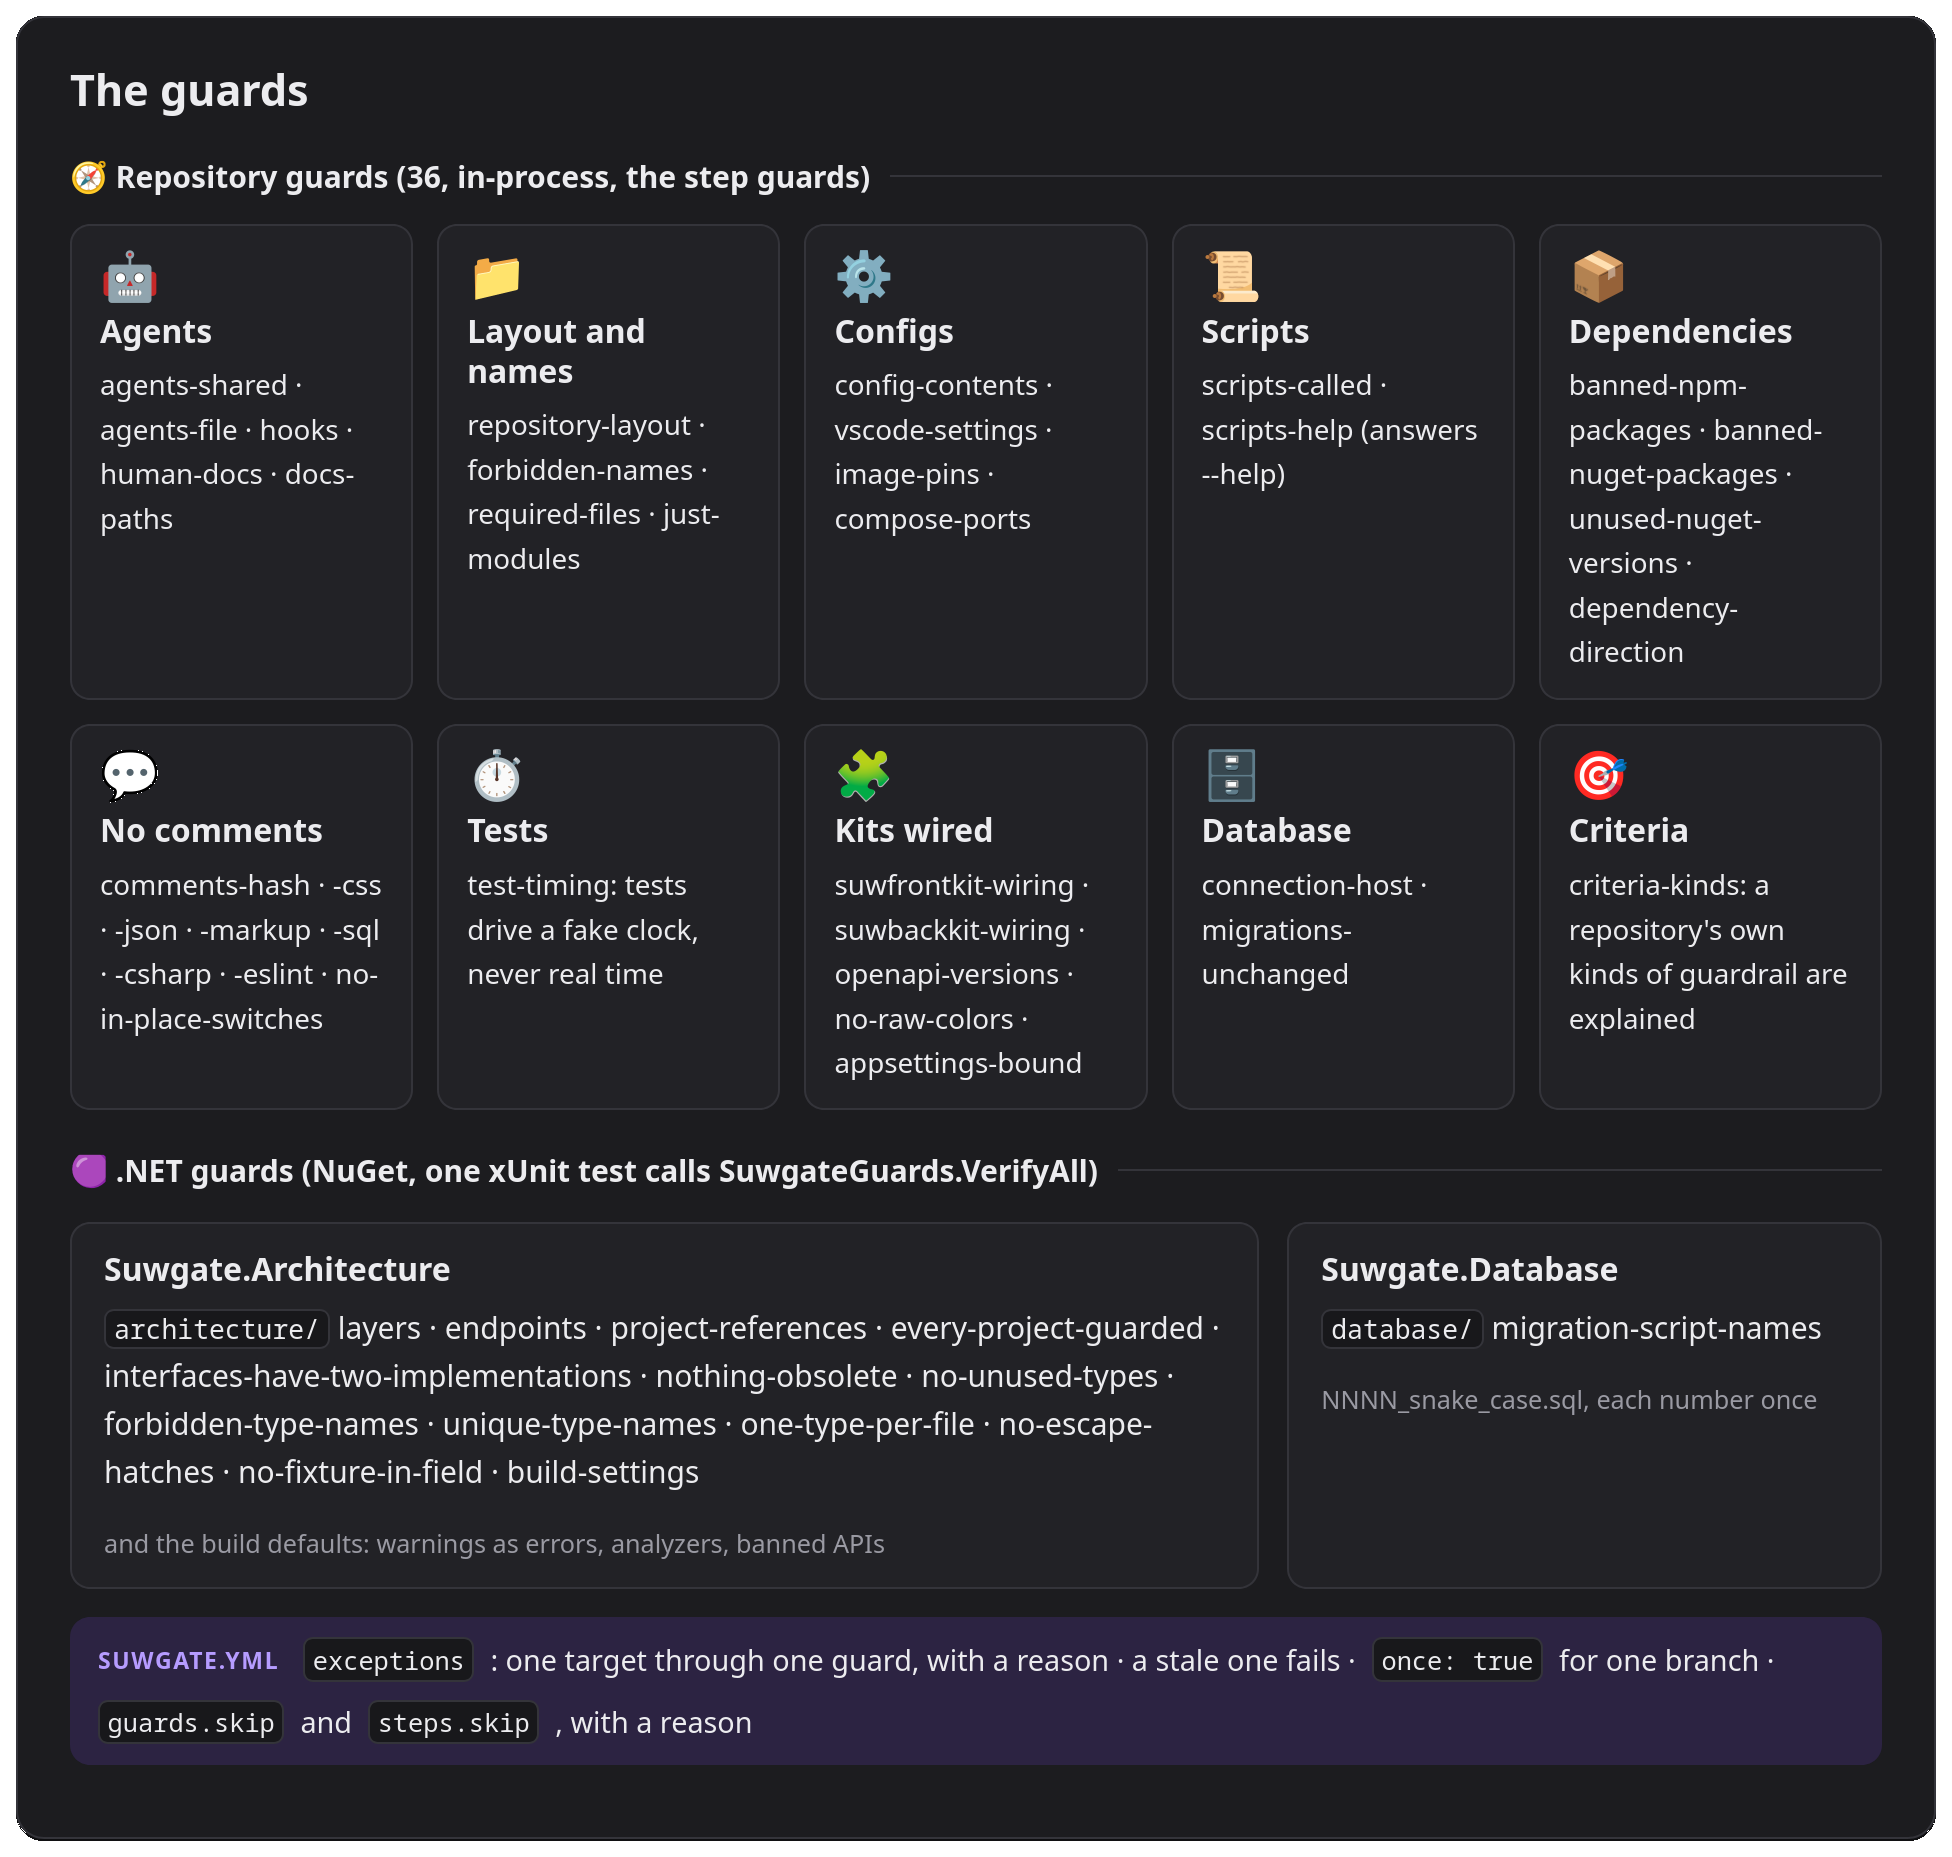 The guards
🧭 Repository guards (36, in-process, the step guards)
🤖
Agents
agents-shared ·
agents-file · hooks ·
human-docs · docs-
paths
📁
Layout and
names
repository-layout ·
forbidden-names ·
required-files · just-
modules
⚙️
Configs
config-contents ·
vscode-settings ·
image-pins ·
compose-ports
📜
Scripts
scripts-called ·
scripts-help (answers
--help)
📦
Dependencies
banned-npm-
packages · banned-
nuget-packages ·
unused-nuget-
versions ·
dependency-
direction
💬
No comments
comments-hash · -css
· -json · -markup · -sql
· -csharp · -eslint · no-
in-place-switches
⏱️
Tests
test-timing: tests
drive a fake clock,
never real time
🧩
Kits wired
suwfrontkit-wiring ·
suwbackkit-wiring ·
openapi-versions ·
no-raw-colors ·
appsettings-bound
🗄️
Database
connection-host ·
migrations-
unchanged
🎯
Criteria
criteria-kinds: a
repository's own
kinds of guardrail are
explained
🟣 .NET guards (NuGet, one xUnit test calls SuwgateGuards.VerifyAll)
Suwgate.Architecture
architecture/ layers · endpoints · project-references · every-project-guarded ·
interfaces-have-two-implementations · nothing-obsolete · no-unused-types ·
forbidden-type-names · unique-type-names · one-type-per-file · no-escape-
hatches · no-fixture-in-field · build-settings
and the build defaults: warnings as errors, analyzers, banned APIs
Suwgate.Database
database/ migration-script-names
NNNN_snake_case.sql, each number once
SUWGATE.YML exceptions : one target through one guard, with a reason · a stale one fails · once: true for one branch ·
guards.skip and steps.skip , with a reason